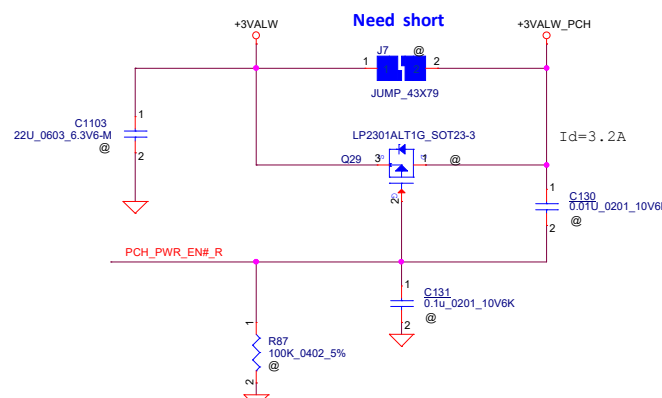 Need short
+3VALW
+3VALW_PCH
J7
@
1
1 2
2
JUMP_43X79
C1103
22U_0603_6.3V6-M
@
1
2
LP2301ALT1G_SOT23-3
Q29
3
1
@
2
Id=3.2A
1
C130
0.01U_0201_10V6K
2
@
PCH_PWR_EN#_R
1
C131
0.1u_0201_10V6K
2
@
1
R87
100K_0402_5%
@
2